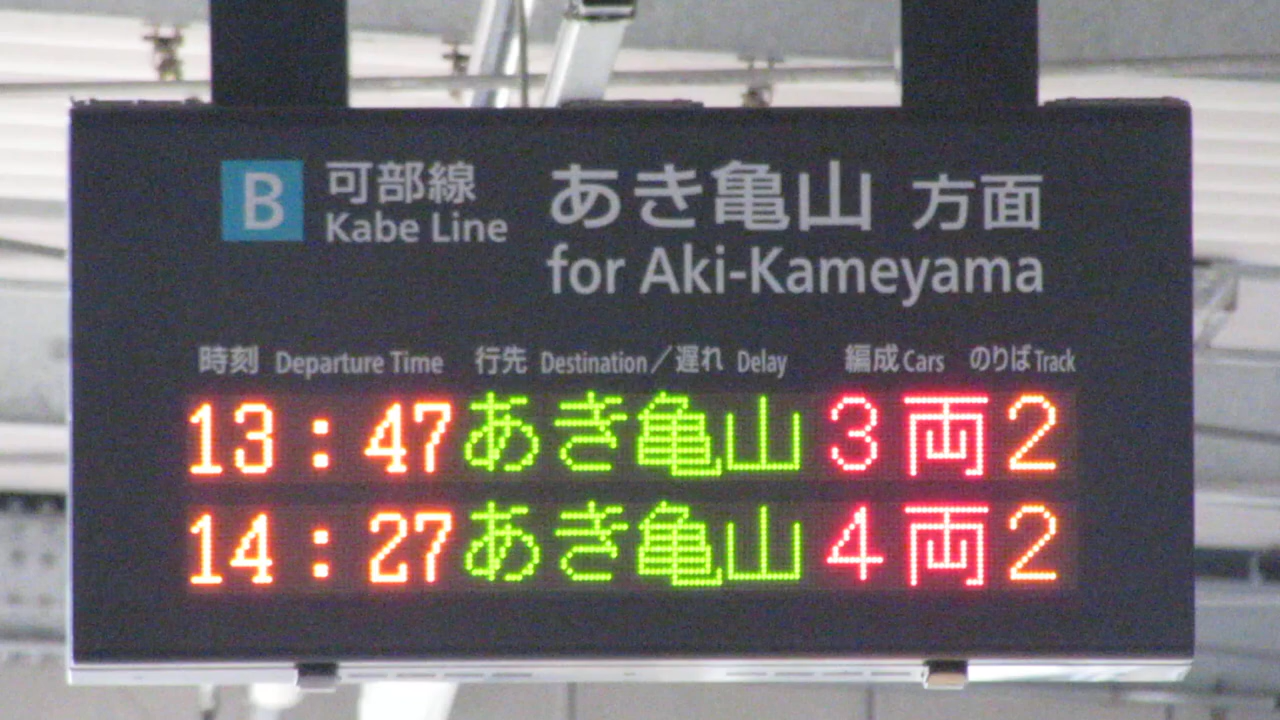 B 可部線 あき亀山 方面
Kabe Line for Aki-Kameyama
時刻 Departure Time 行先 Destination／遅れ Delay 編成 Cars のりば Track
13：47 あき亀山 3両 2
14：27 あき亀山 4両 2